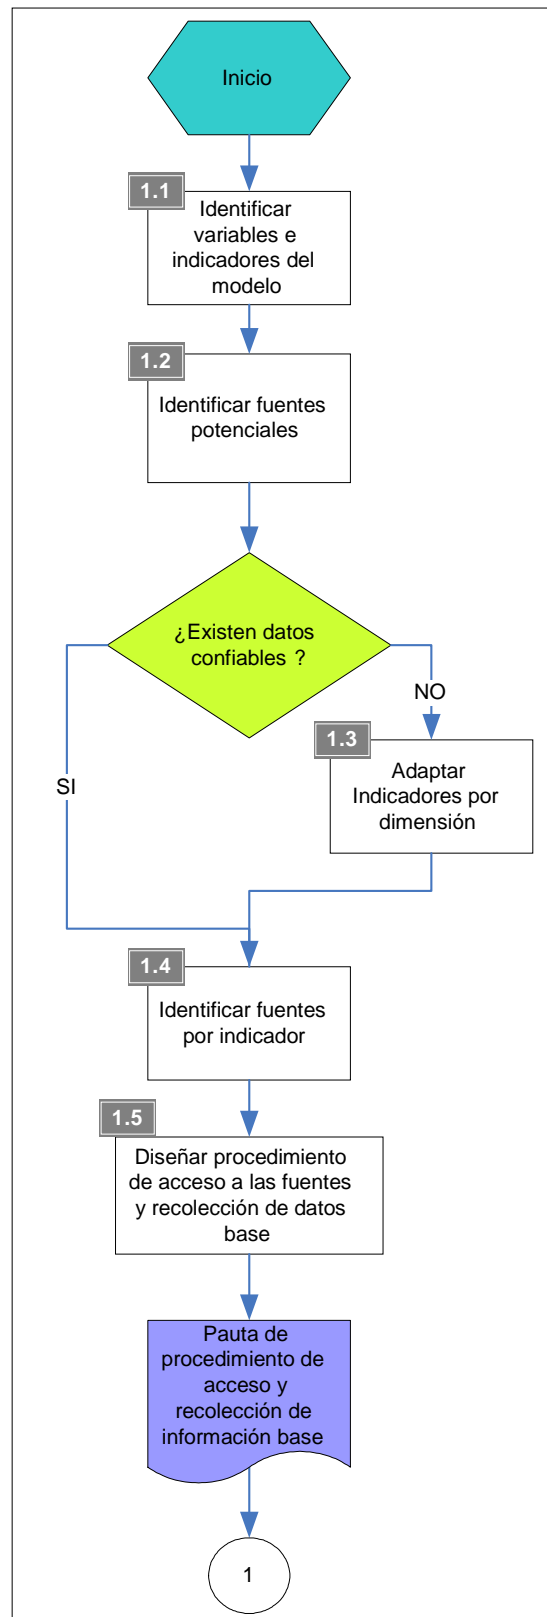 Inicio
1.1
Identificar
variables e
indicadores del
modelo
1.2
Identificar fuentes
potenciales
¿Existen datos
confiables ?
NO
SI
1.3
Adaptar
Indicadores por
dimensión
1.4
Identificar fuentes
por indicador
1.5
Diseñar procedimiento
de acceso a las fuentes
y recolección de datos
base
Pauta de
procedimiento de
acceso y
recolección de
información base
1